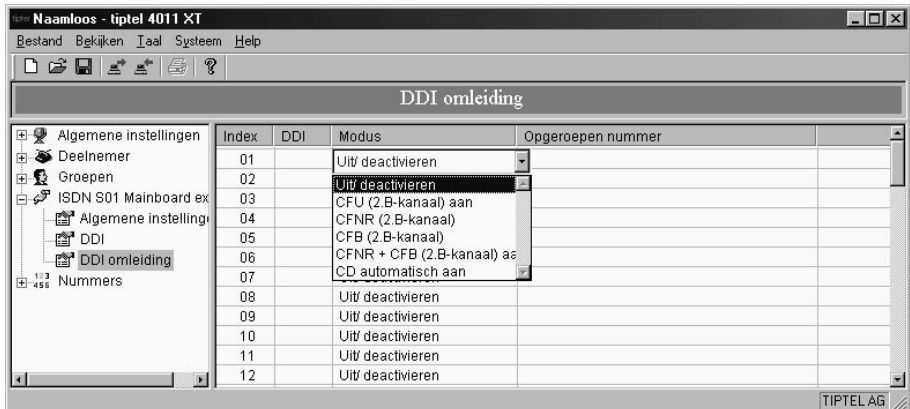 Naamloos - tiptel 4011 XT
Bestand Bekijken Taal Systeem Help
DDI omleiding
Algemene instellingen
Deelnemer
Groepen
ISDN S01 Mainboard ex
Algemene instelling
DDI
DDI omleiding
Nummers
Index DDI Modus Opgeroepen nummer
01 Uit/ deactivieren
02
03
04
05
06
07
Uit/ deactivieren
CFU (2.B-kanaal) aan
CFNR (2.B-kanaal)
CFB (2.B-kanaal)
CFNR + CFB (2.B-kanaal) aa
CD automatisch aan
08 Uit/ deactivieren
09 Uit/ deactivieren
10 Uit/ deactivieren
11 Uit/ deactivieren
12 Uit/ deactivieren
TIPTEL AG